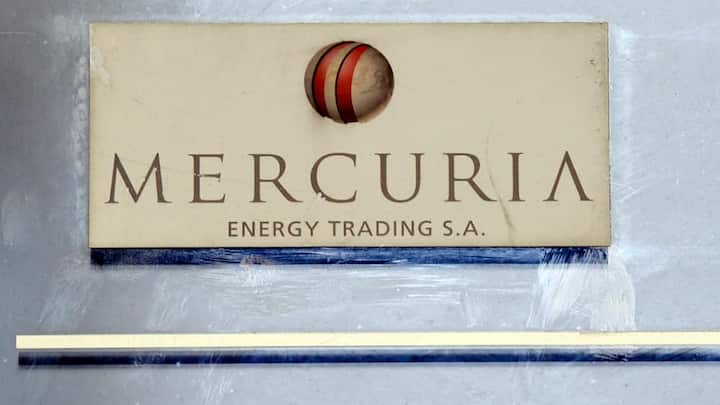 MERCURIA
ENERGY TRADING S.A.